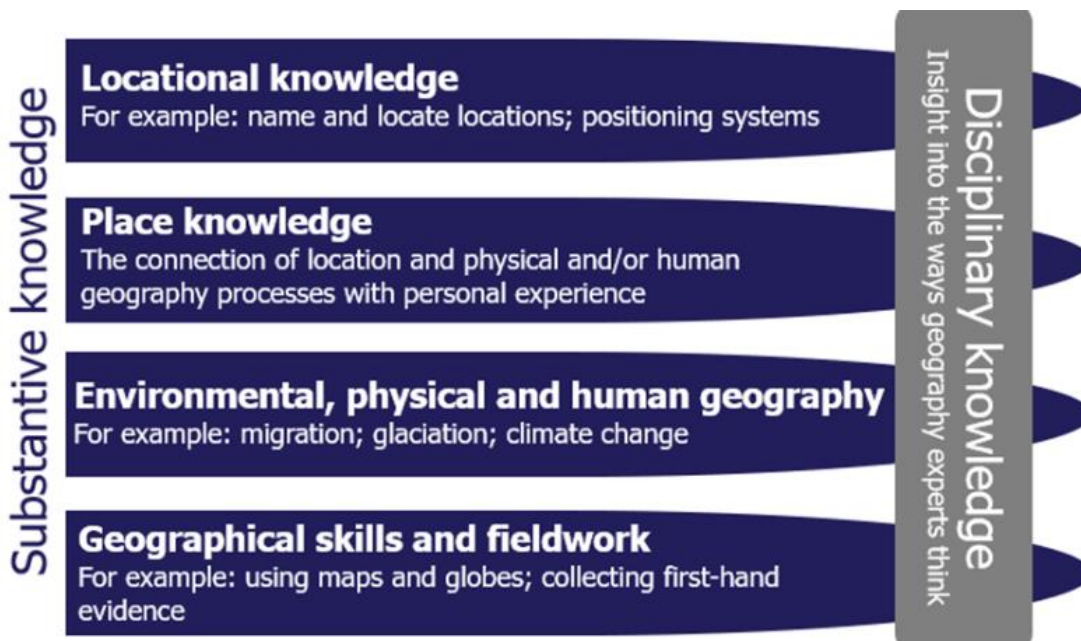 Substantive knowledge
Locational knowledge
For example: name and locate locations; positioning systems
Place knowledge
The connection of location and physical and/or human
geography processes with personal experience
Environmental, physical and human geography
For example: migration; glaciation; climate change
Geographical skills and fieldwork
For example: using maps and globes; collecting first-hand
evidence
Disciplinary knowledge
Insight into the ways geography experts think